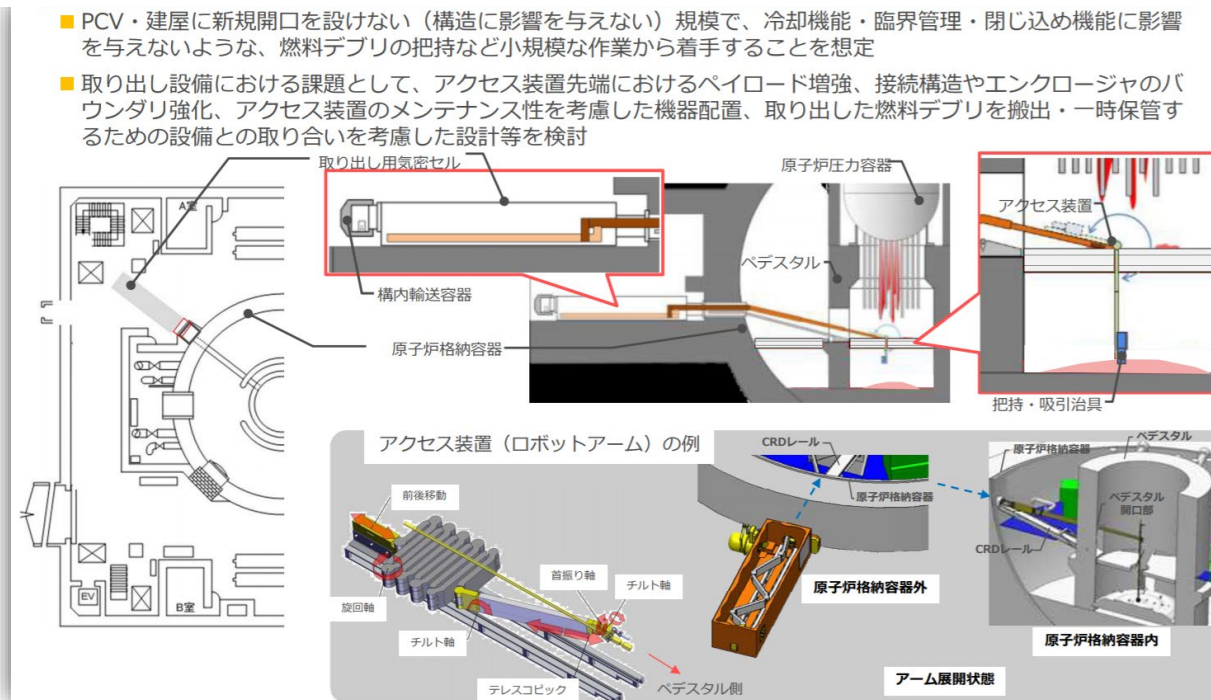 ■ PCV・建屋に新規開口を設けない（構造に影響を与えない）規模で、冷却機能・臨界管理・閉じ込め機能に影響
を与えないような、燃料デブリの把持など小規模な作業から着手することを想定
■ 取り出し設備における課題として、アクセス装置先端におけるペイロード増強、接続構造やエンクロージャのバ
ウンダリ強化、アクセス装置のメンテナンス性を考慮した機器配置、取り出した燃料デブリを搬出・一時保管す
るための設備との取り合いを考慮した設計等を検討
取り出し用気密セル
原子炉圧力容器
A室
アクセス装置
ペデスタル
構内輸送容器
原子炉格納容器
把持・吸引治具
EV
B室
アクセス装置（ロボットアーム）の例
前後移動
旋回軸
チルト軸
首振り軸
チルト軸
テレスコピック
ペデスタル側
CRDレール
原子炉格納容器
原子炉格納容器外
アーム展開状態
ペデスタル
原子炉格納容器
ペデスタル
開口部
CRDレール
原子炉格納容器内